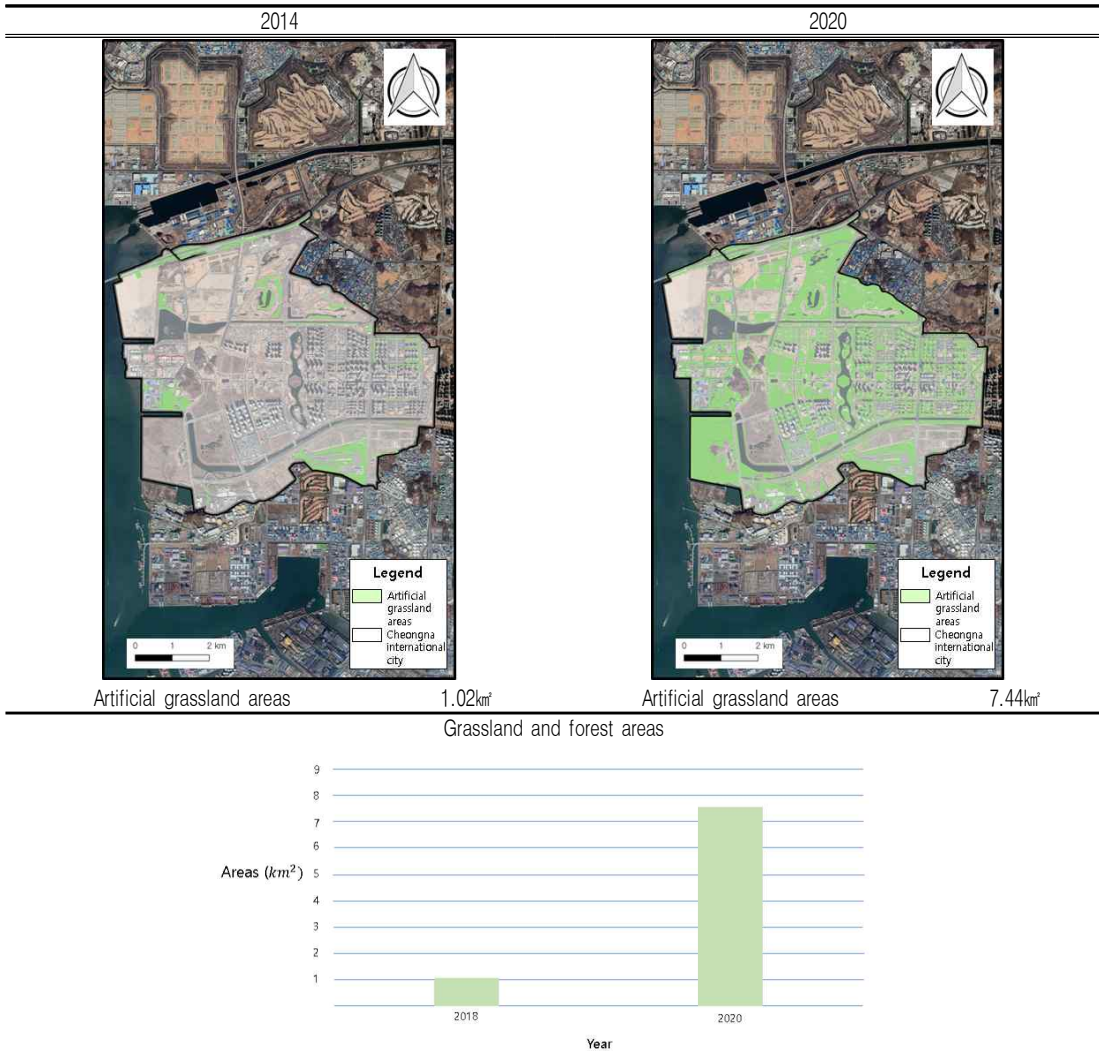 2014 2020
Legend
Artificial
grassland
areas
Cheongna
international
city
0 1 2 km
Legend
Artificial
grassland
areas
Cheongna
international
city
0 1 2 km
Artificial grassland areas 1.02㎢ Artificial grassland areas 7.44㎢
Grassland and forest areas
9
8
7
6
Areas (km²) 5
4
3
2
1
2018 2020
Year